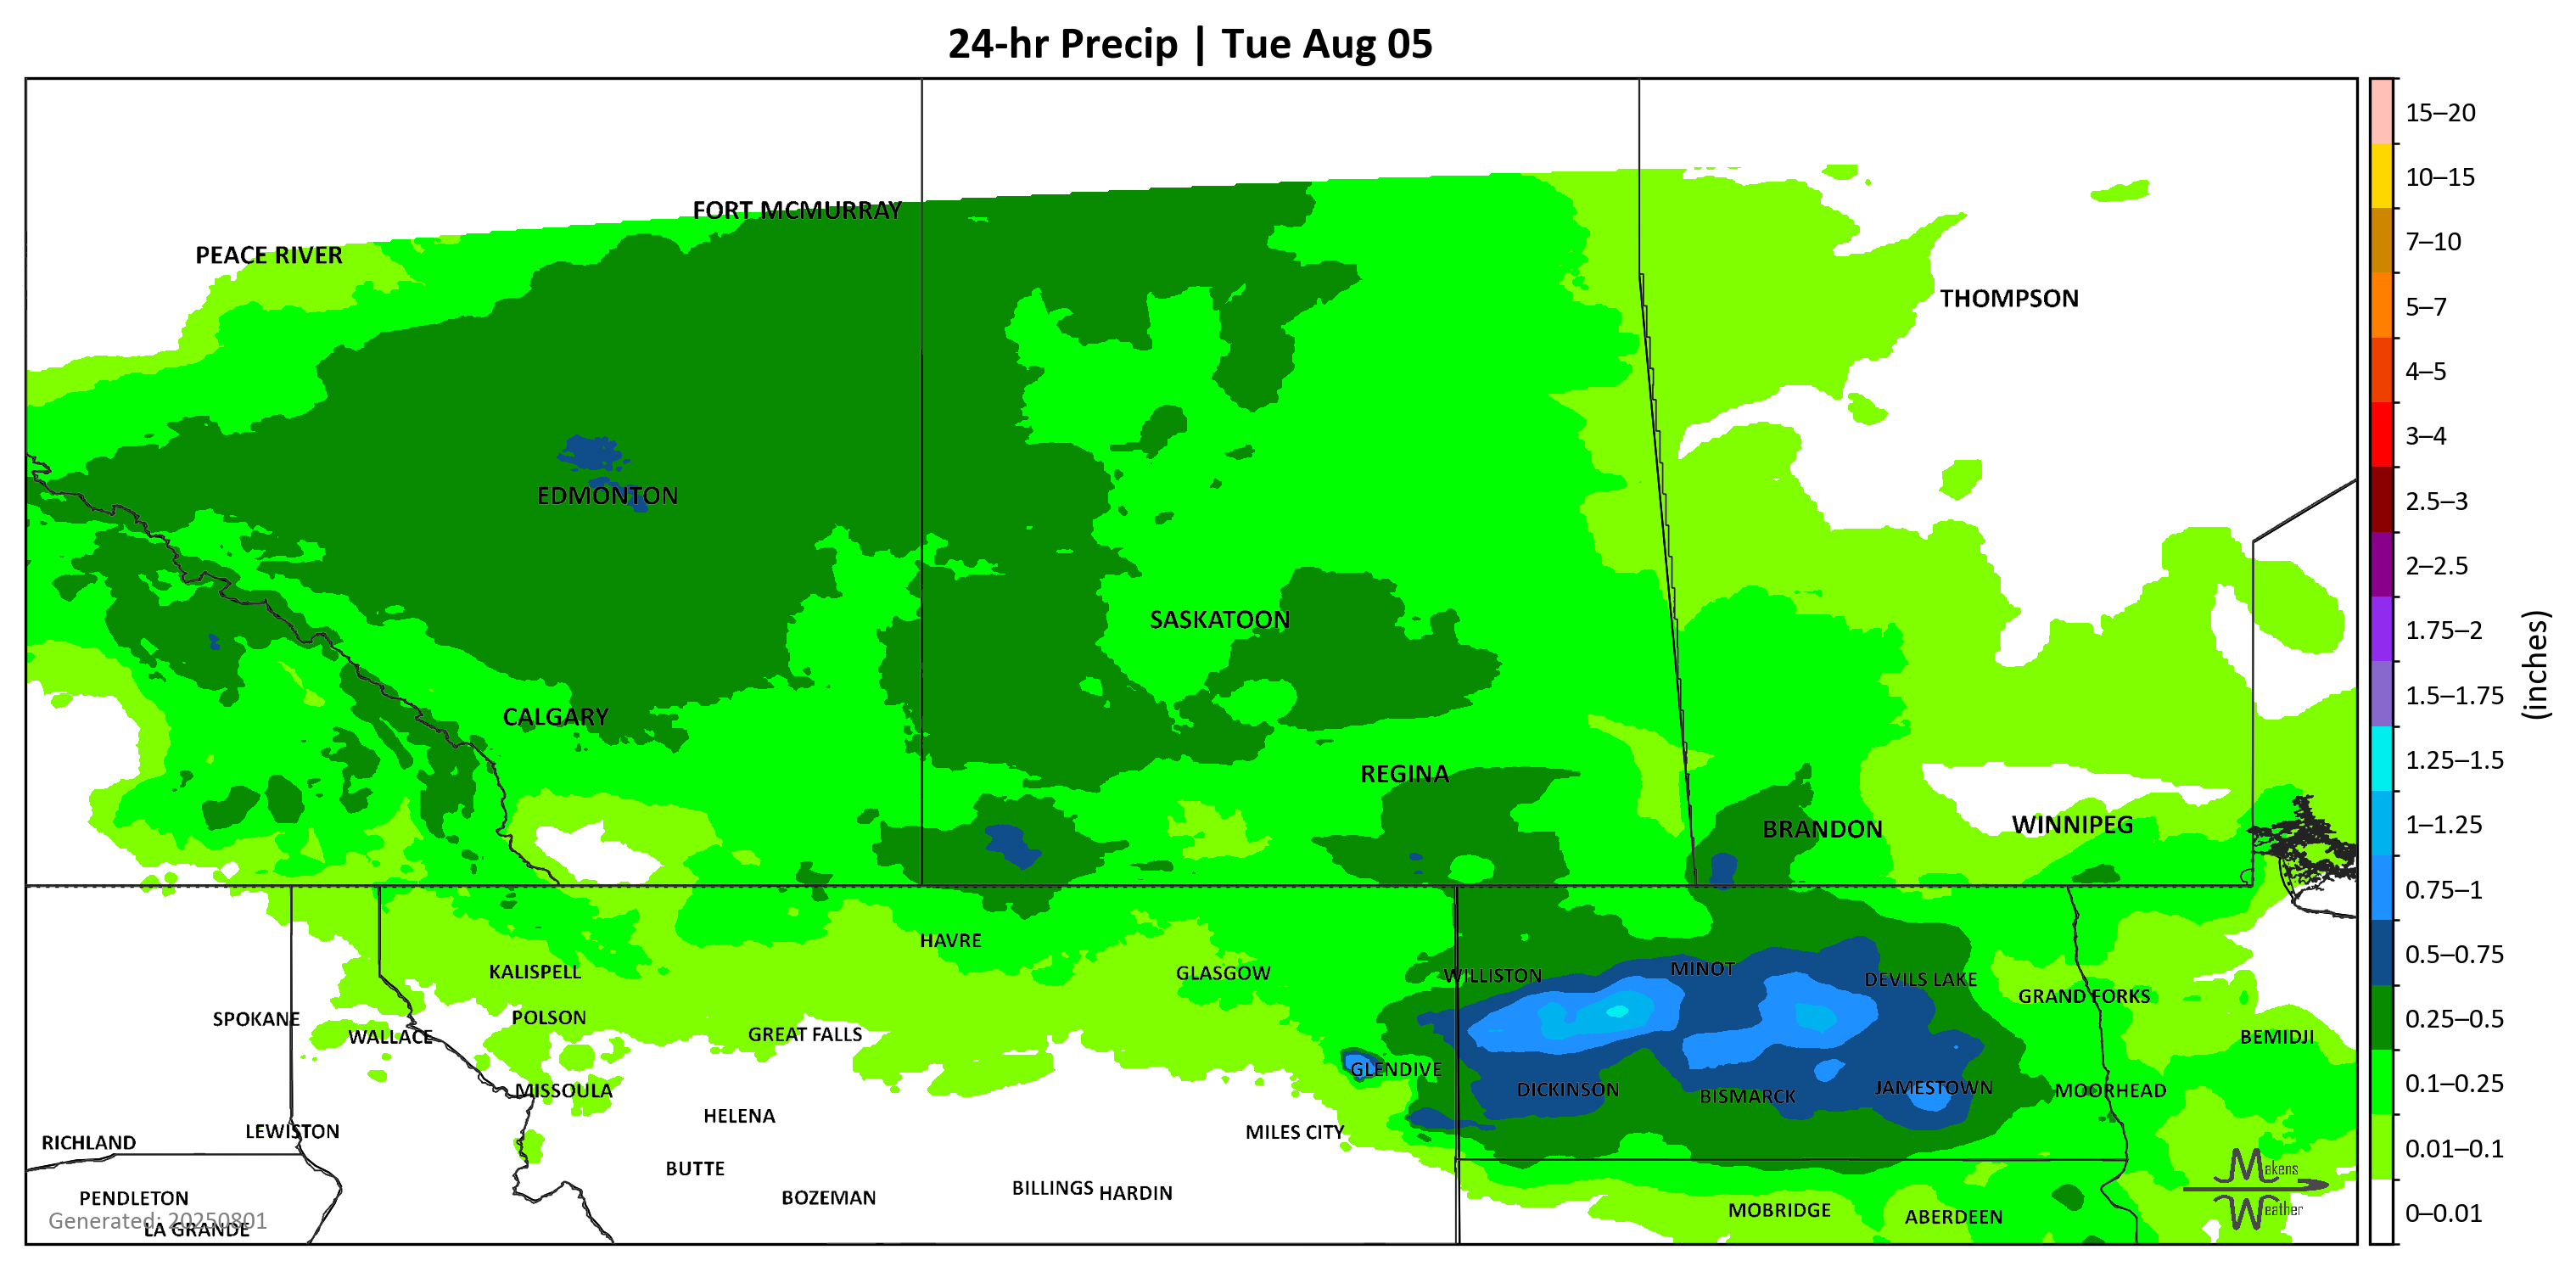 24-hr Precip | Tue Aug 05
FORT MCMURRAY
PEACE RIVER
THOMPSON
EDMONTON
SASKATOON
CALGARY
REGINA
WINNIPEG
BRANDON
HAVRE
MINOT
KALISPELL
GLASGOW
WILLISTON
DEVILS LAKE
GRAND FORKS
POLSON
SPOKANE
GREAT FALLS
WALLACE
BEMIDJI
GLENDIVE
JAMESTOWN
DICKINSON
MISSOULA
MOORHEAD
BISMARCK
HELENA
LEWISTON
MILES CITY
RICHLAND
BUTTE
BILLINGS
HARDIN
PENDLETON
BOZEMAN
MOBRIDGE
ABERDEEN
Generated: 20250801
LA GRANDE
Makens
Weather
15–20
10–15
7–10
5–7
4–5
3–4
2.5–3
2–2.5
1.75–2
1.5–1.75
1.25–1.5
1–1.25
0.75–1
0.5–0.75
0.25–0.5
0.1–0.25
0.01–0.1
0–0.01
(inches)